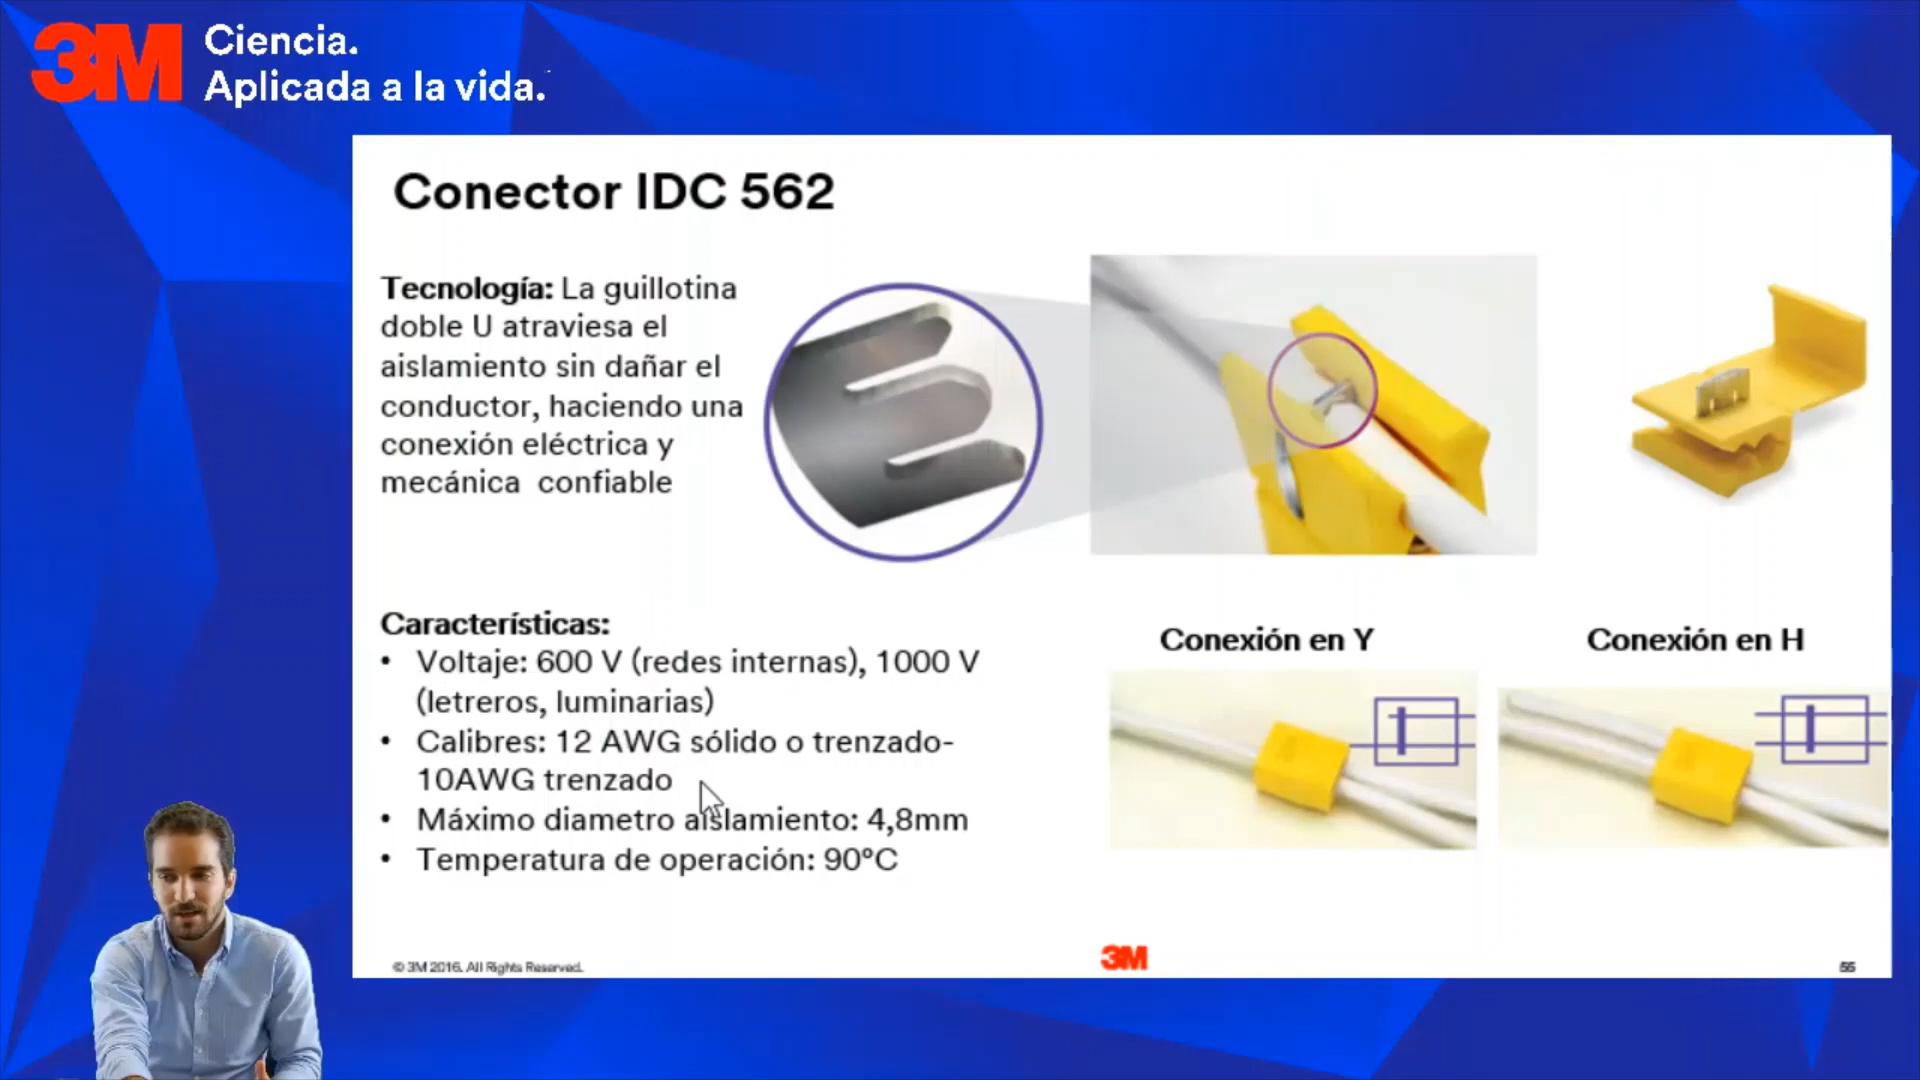 3M Ciencia.
Aplicada a la vida.
Conector IDC 562
Tecnología: La guillotina
doble U atraviesa el
aislamiento sin dañar el
conductor, haciendo una
conexión eléctrica y
mecánica confiable
Características:
• Voltaje: 600 V (redes internas), 1000 V
(letreros, luminarias)
• Calibres: 12 AWG sólido o trenzado-
10AWG trenzado
• Máximo diametro aislamiento: 4,8mm
• Temperatura de operación: 90°C
Conexión en Y
Conexión en H
© 3M 2016. All Rights Reserved.
3M
55